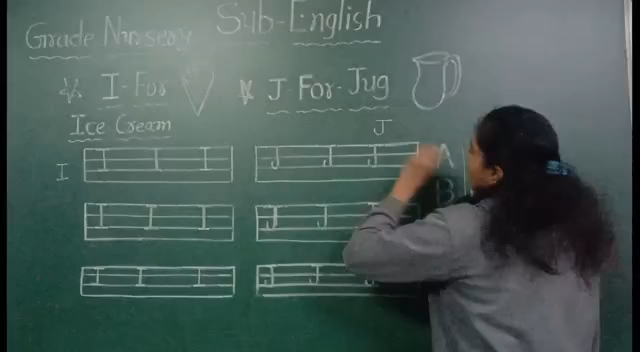 Grade Nursery Sub-English
I-For Ice Cream
J-For-Jug
J
I
I I I
J J J
A
I I I
J J
B
I I I
J J J